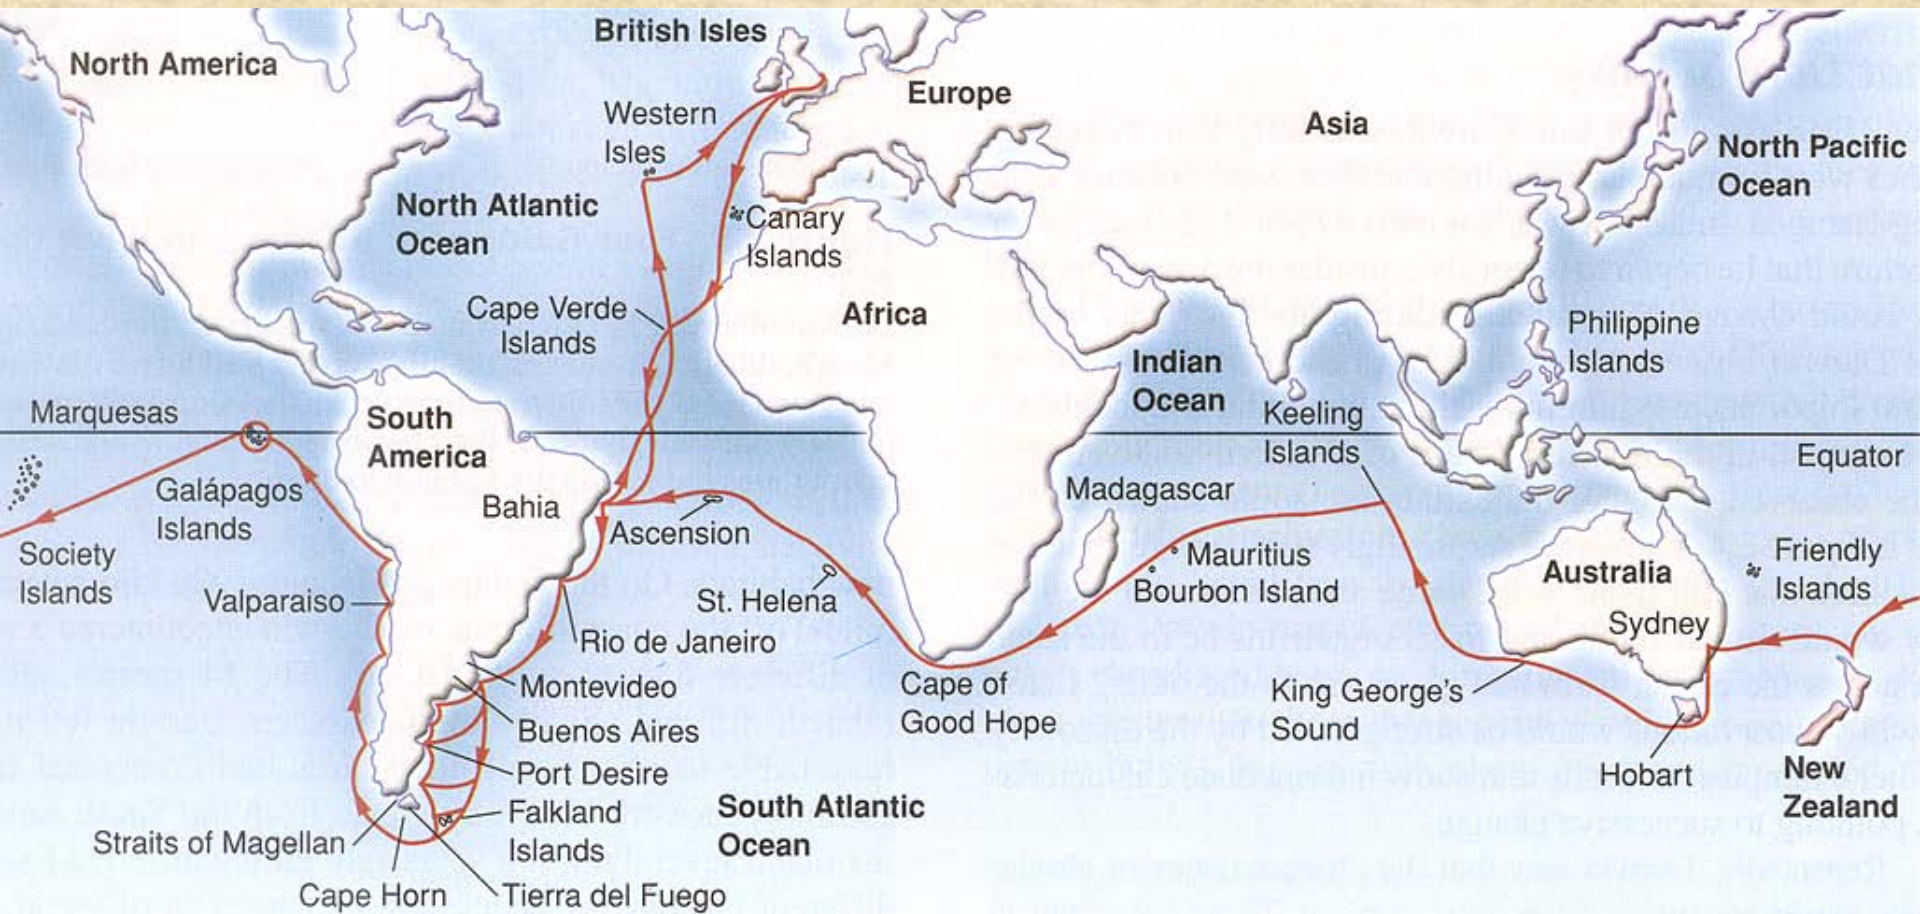 British Isles
North America
Europe
Western
Isles
Asia
North Pacific
Ocean
North Atlantic
Ocean
Canary
Islands
Cape Verde
Islands
Africa
Philippine
Islands
Indian
Ocean
Marquesas
South
America
Keeling
Islands
Equator
Galápagos
Islands
Bahia
Madagascar
Ascension
Society
Islands
Mauritius
Bourbon Island
Australia
Friendly
Islands
Valparaiso
St. Helena
Sydney
Rio de Janeiro
Montevideo
Cape of
Good Hope
King George's
Sound
Buenos Aires
Port Desire
Hobart
New
Zealand
Falkland
Islands
South Atlantic
Ocean
Straits of Magellan
Cape Horn
Tierra del Fuego